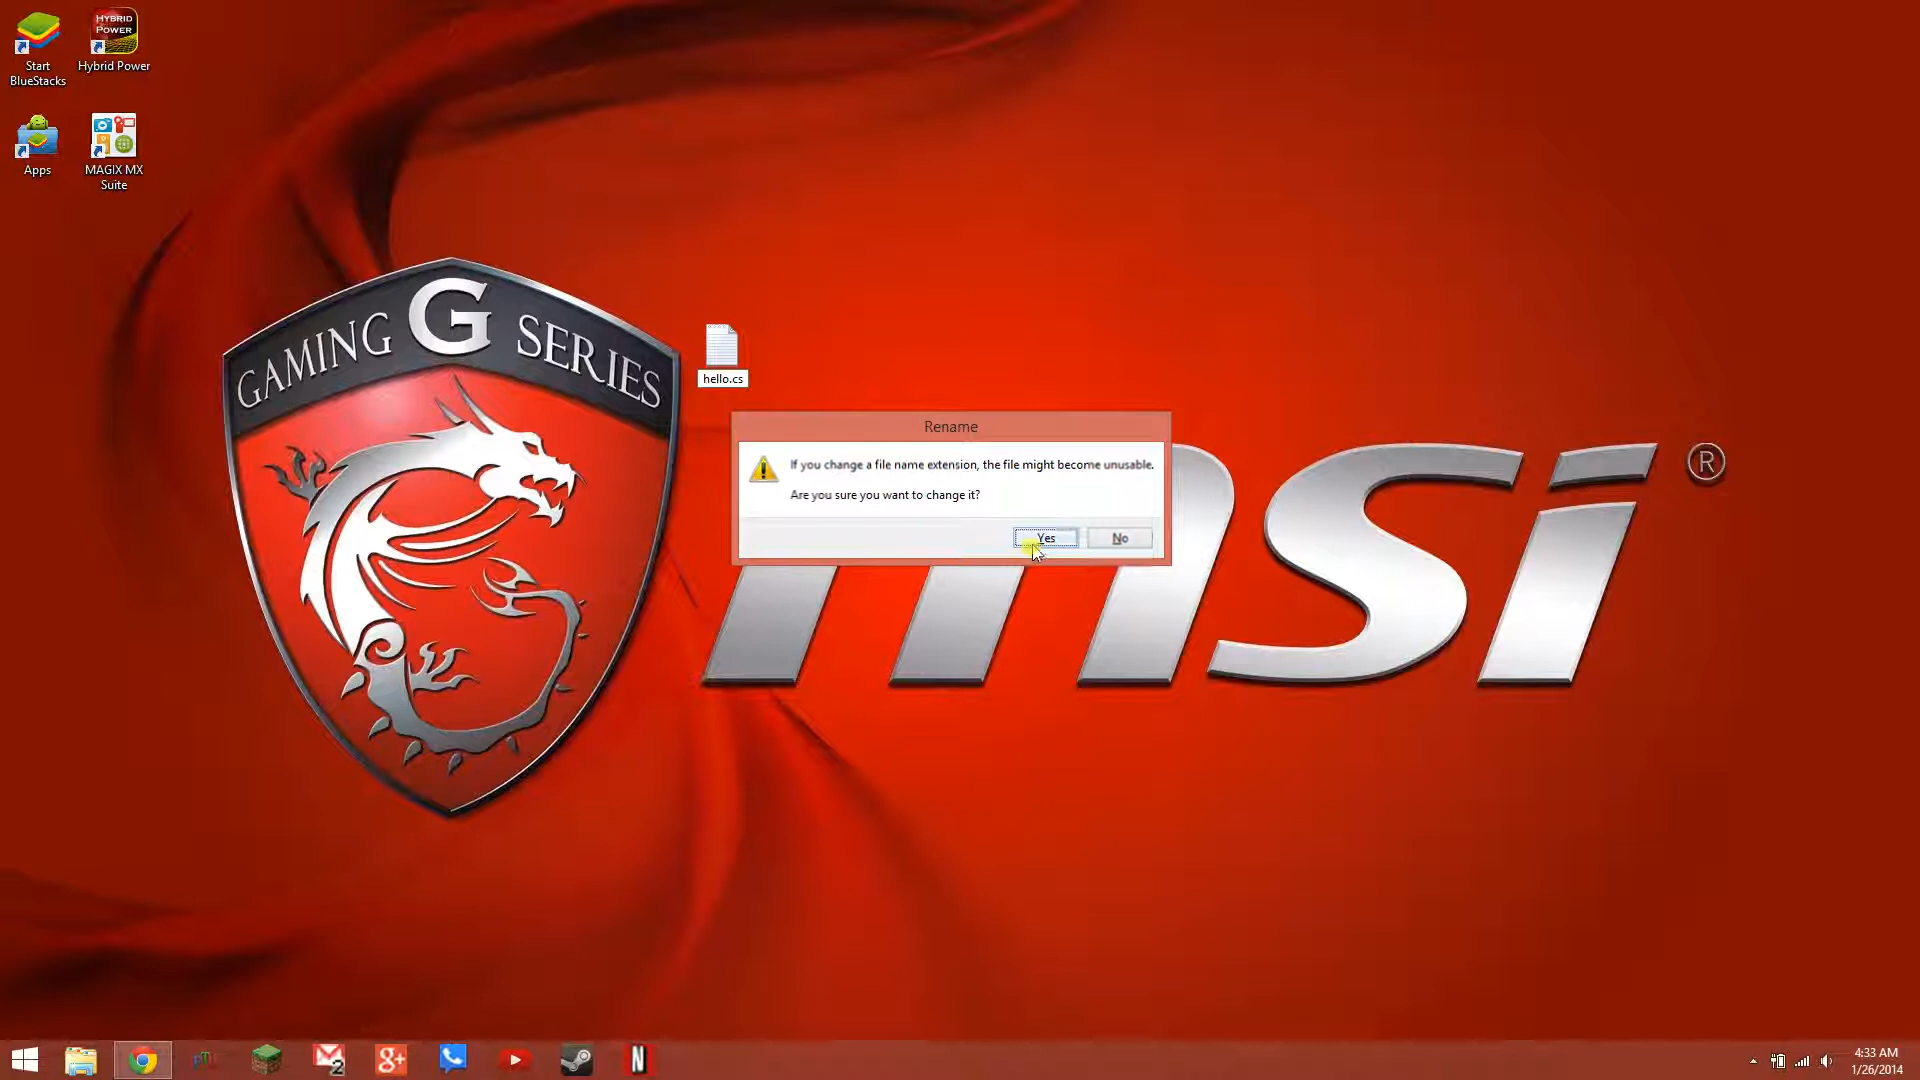 HYBRID
POWER
Start
BlueStacks
Hybrid Power
Apps
MAGIX MX
Suite
GAMING G SERIES
msi ®
hello.cs
Rename
If you change a file name extension, the file might become unusable.
Are you sure you want to change it?
Yes
No
2
g+
N
4:33 AM
1/26/2014